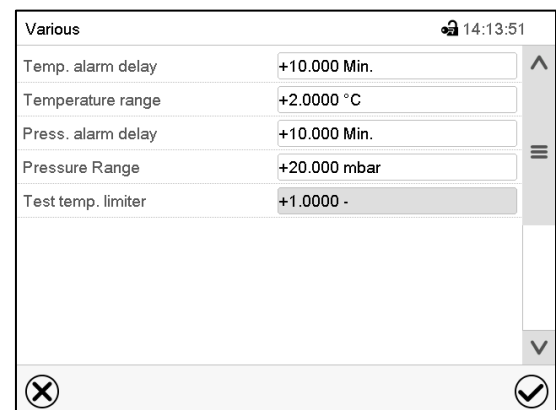 Various 14:13:51
Temp. alarm delay +10.000 Min.
Temperature range +2.0000 °C
Press. alarm delay +10.000 Min.
Pressure Range +20.000 mbar
Test temp. limiter +1.0000 -